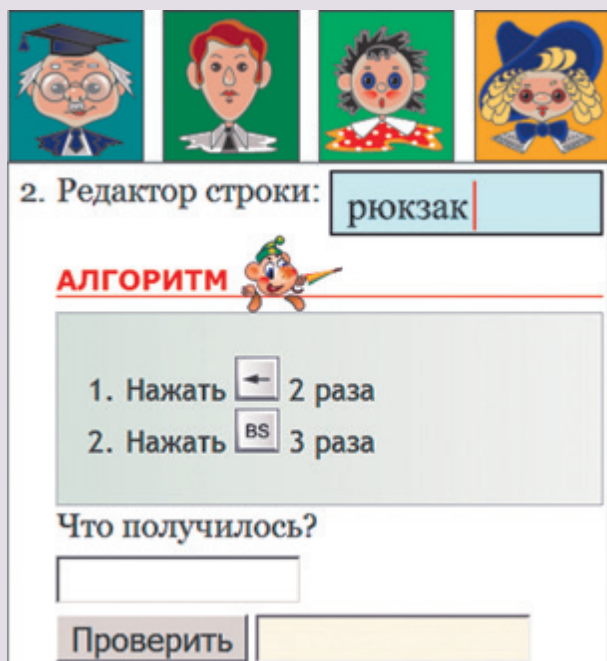 2. Редактор строки: рюкзак
АЛГОРИТМ
1. Нажать ← 2 раза
2. Нажать BS 3 раза
Что получилось?
Проверить